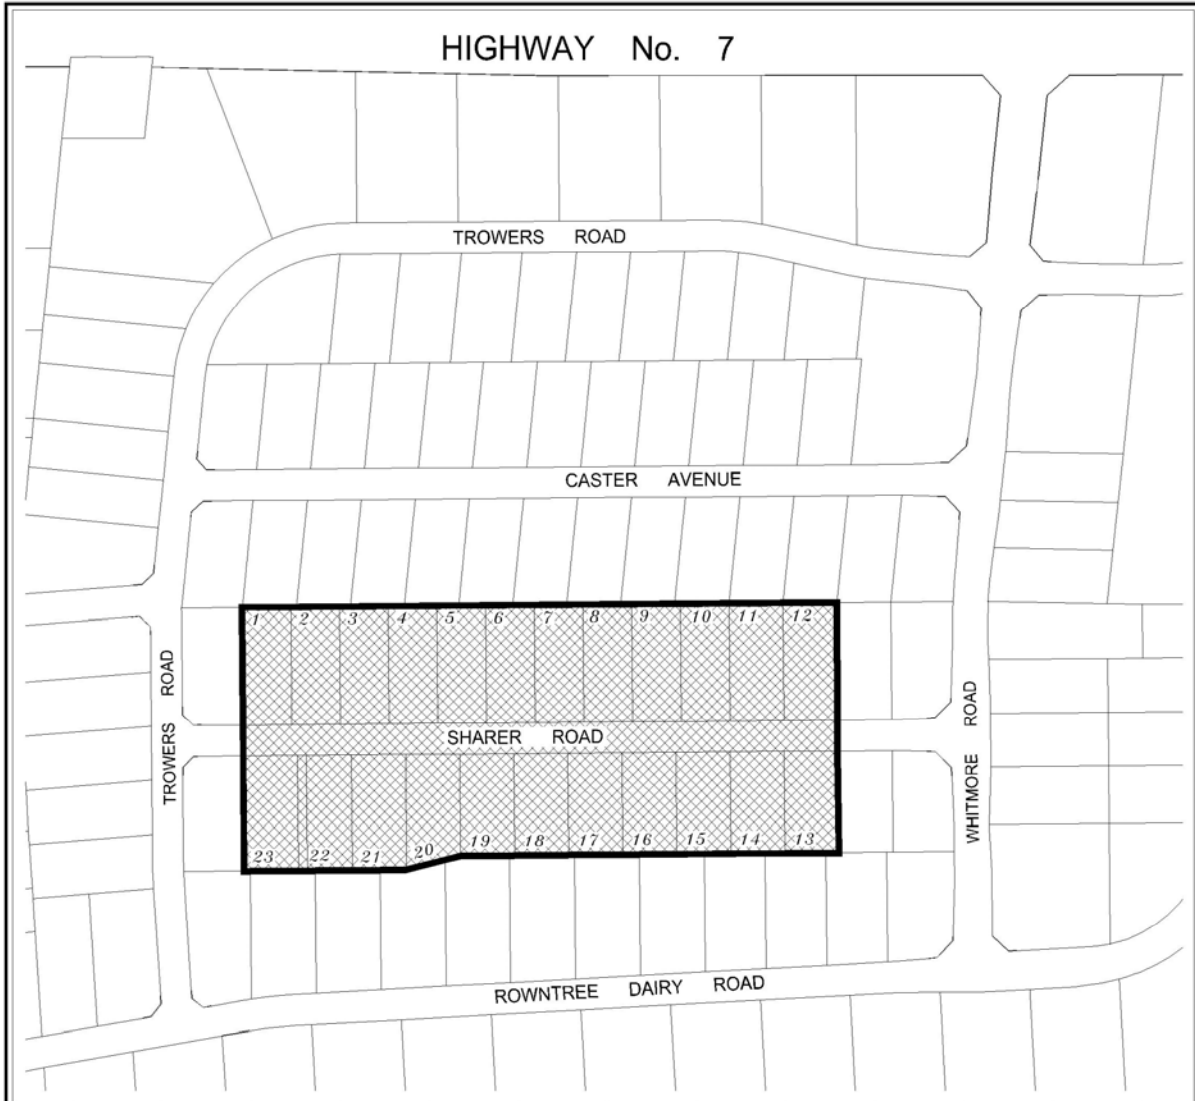 HIGHWAY No. 7
TROWERS ROAD
CASTER AVENUE
1 2 3 4 5 6 7 8 9 10 11 12
TROWERS ROAD
SHARER ROAD
WHITMORE ROAD
23 22 21 20 19 18 17 16 15 14 13
ROWNTREE DAIRY ROAD